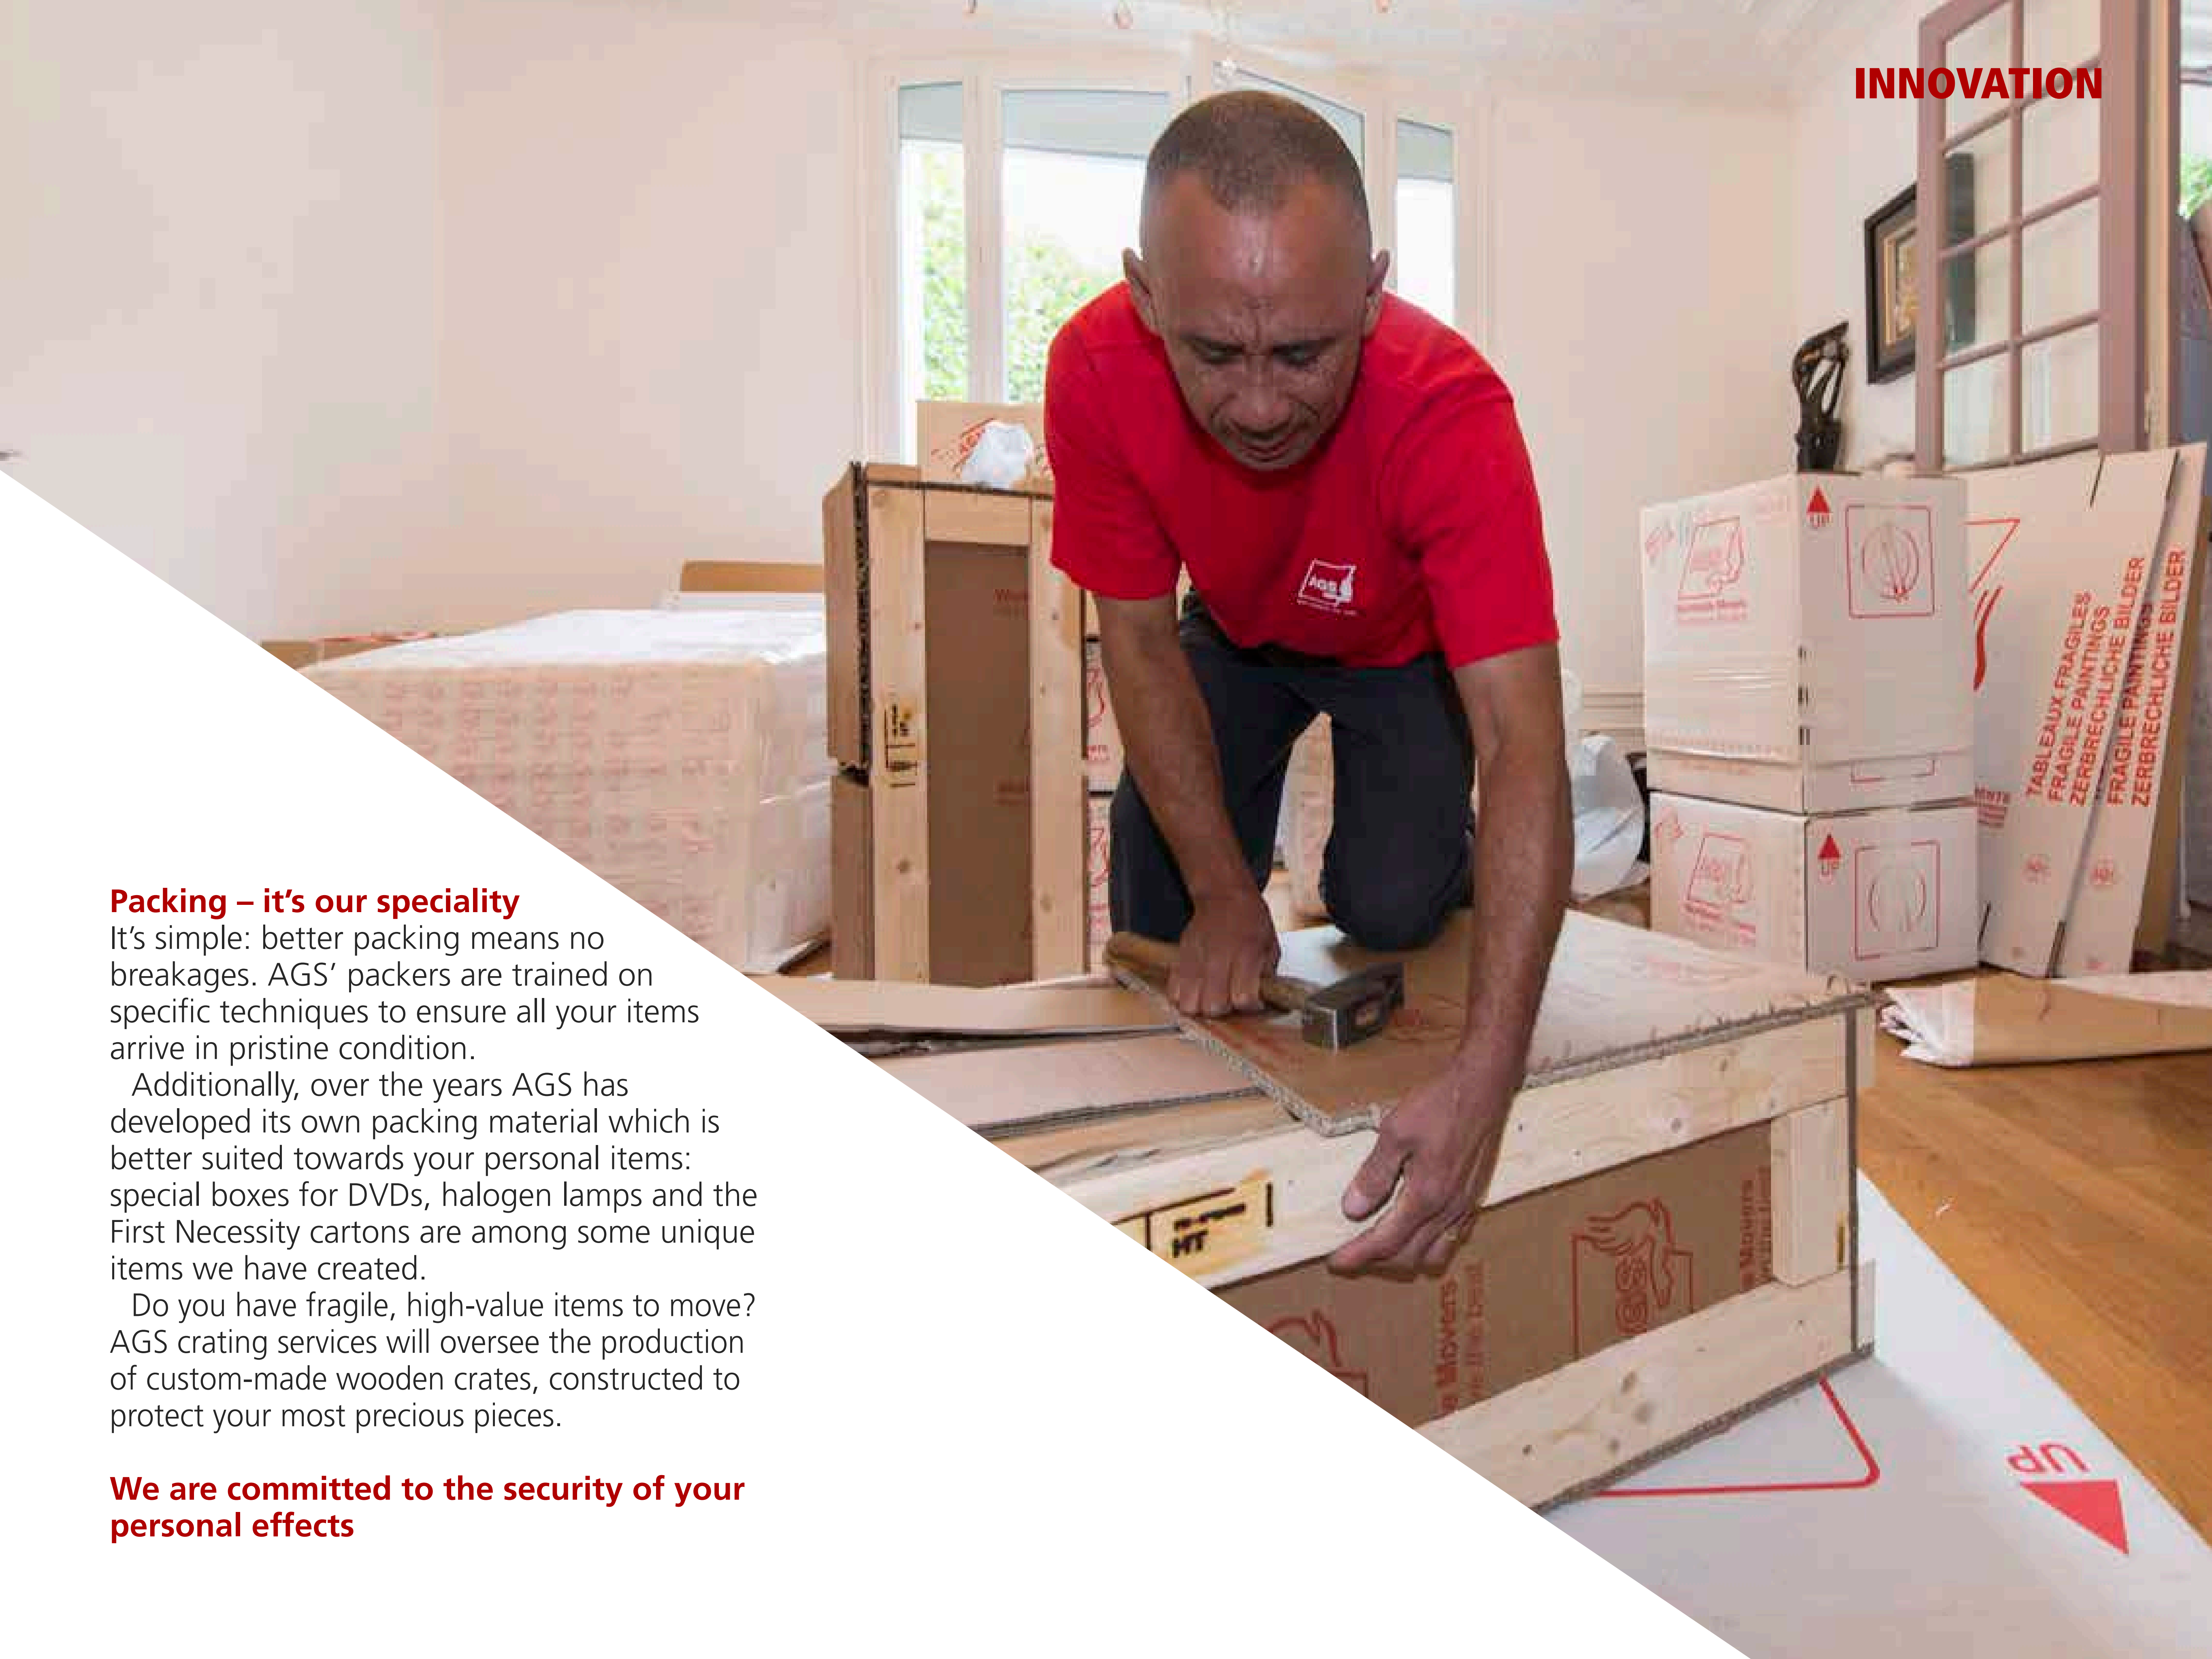 INNOVATION
AGS
UP
UP
TABLEAUX FRAGILES
FRAGILE PAINTINGS
ZERBRECHLICHE BILDER
FRAGILE PAINTINGS
ZERBRECHLICHE BILDER
Packing – it’s our speciality
It’s simple: better packing means no
breakages. AGS’ packers are trained on
specific techniques to ensure all your items
arrive in pristine condition.
Additionally, over the years AGS has
developed its own packing material which is
better suited towards your personal items:
special boxes for DVDs, halogen lamps and the
First Necessity cartons are among some unique
items we have created.
Do you have fragile, high-value items to move?
AGS crating services will oversee the production
of custom-made wooden crates, constructed to
protect your most precious pieces.
We are committed to the security of your
personal effects
HT
AGS
Movers
Movers
UP